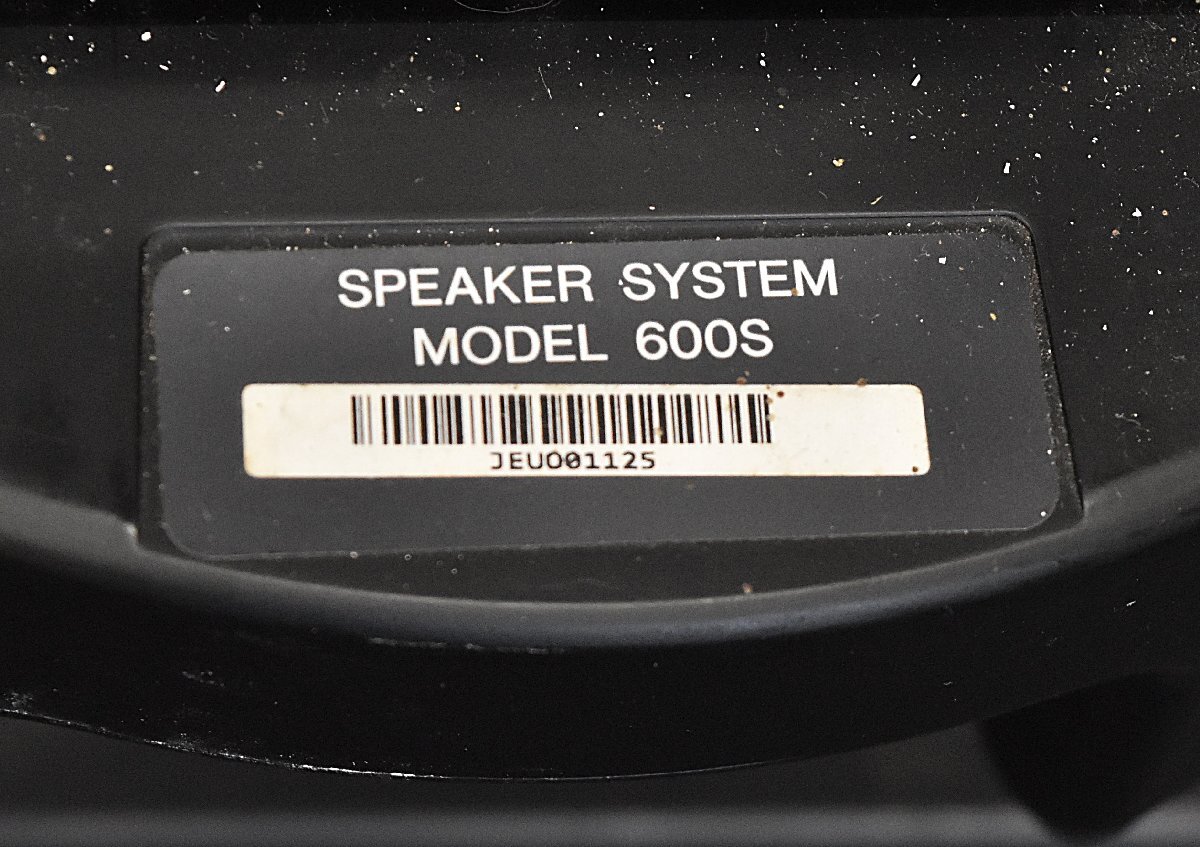 SPEAKER SYSTEM
MODEL 600S
JEU001125